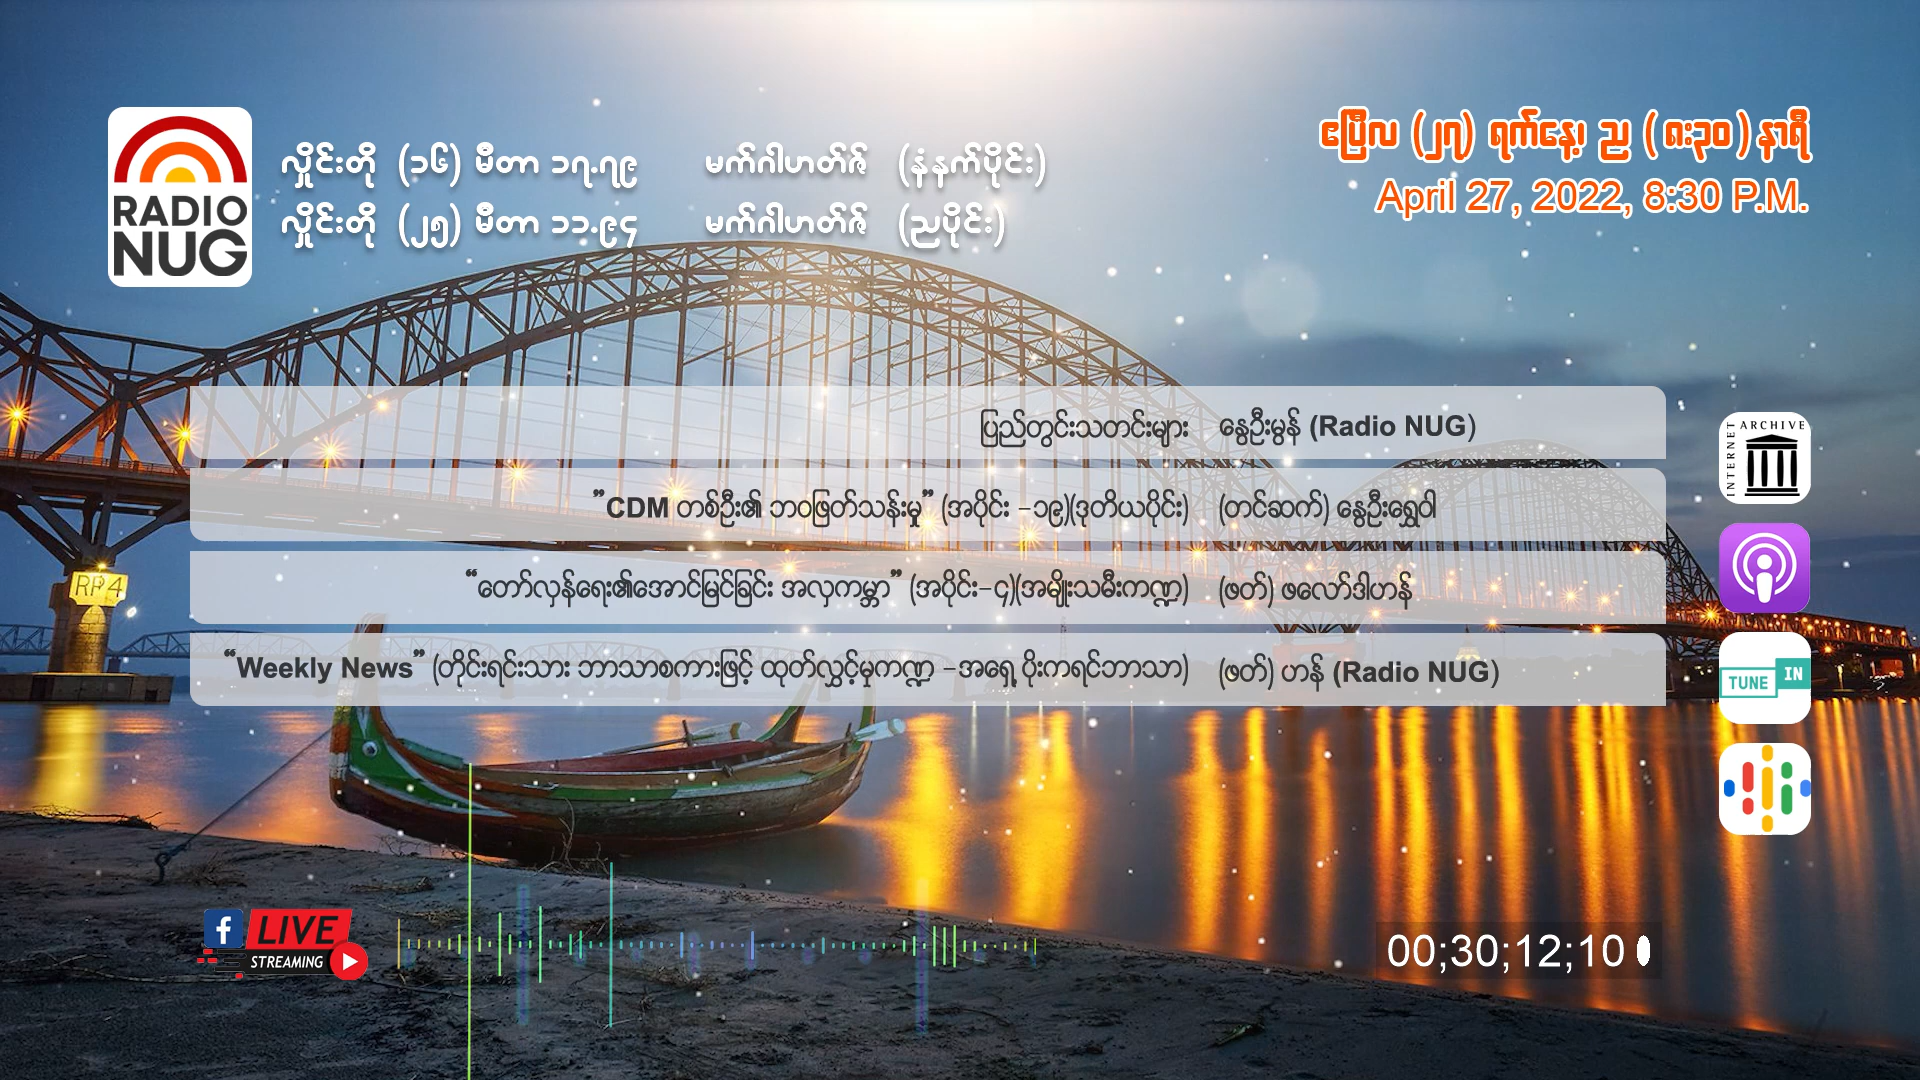 RADIO
NUG
လှိုင်းတို (၁၆) မီတာ ၁၇.၇၉ မက်ဂါဟတ်ဇ် (နံနက်ပိုင်း)
လှိုင်းတို (၂၅) မီတာ ၁၁.၉၄ မက်ဂါဟတ်ဇ် (ညပိုင်း)
ဧပြီလ (၂၇) ရက်နေ့၊ ည (၈း၃၀) နာရီ
April 27, 2022, 8:30 P.M.
ပြည်တွင်းသတင်းများ နွေဦးမွန် (Radio NUG)
"CDM တစ်ဦး၏ ဘဝဖြတ်သန်းမှု" (အပိုင်း -၁၉)(ဒုတိယပိုင်း) (တင်ဆက်) နွေဦးရွှေဝါ
"တော်လှန်ရေး၏အောင်မြင်ခြင်း အလှကမ္ဘာ" (အပိုင်း-၄)(အမျိုးသမီးကဏ္ဍ) (ဖတ်) ဖလော်ဒါဟန်
"Weekly News" (တိုင်းရင်းသား ဘာသာစကားဖြင့် ထုတ်လွှင့်မှုကဏ္ဍ -အရှေ့ပိုးကရင်ဘာသာ) (ဖတ်) ဟန် (Radio NUG)
INTERNET ARCHIVE
TUNE IN
RP4
f LIVE
STREAMING
00;30;12;10